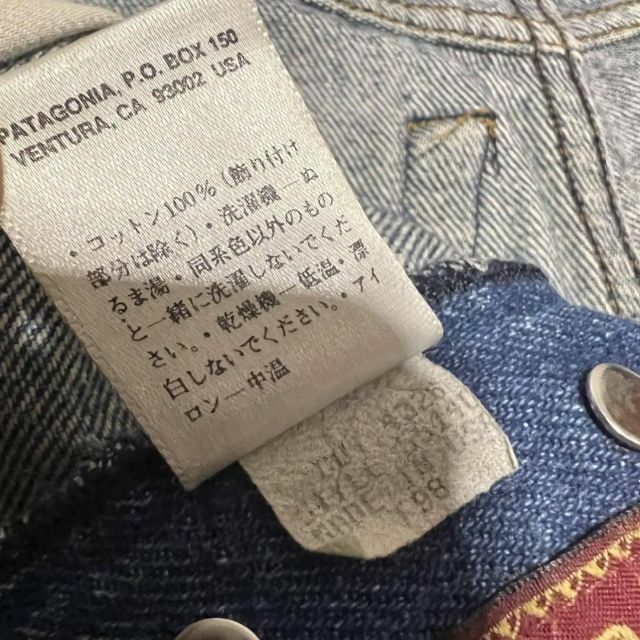 PATAGONIA, P.O. BOX 150
VENTURA, CA 93002 USA
・コットン100%(飾り付け
部分は除く)・洗濯機―ぬ
るま湯・同系色以外のもの
と一緒に洗濯しないでくだ
さい。・乾燥機―低温・漂
白しないでください。・アイ
ロン―中温